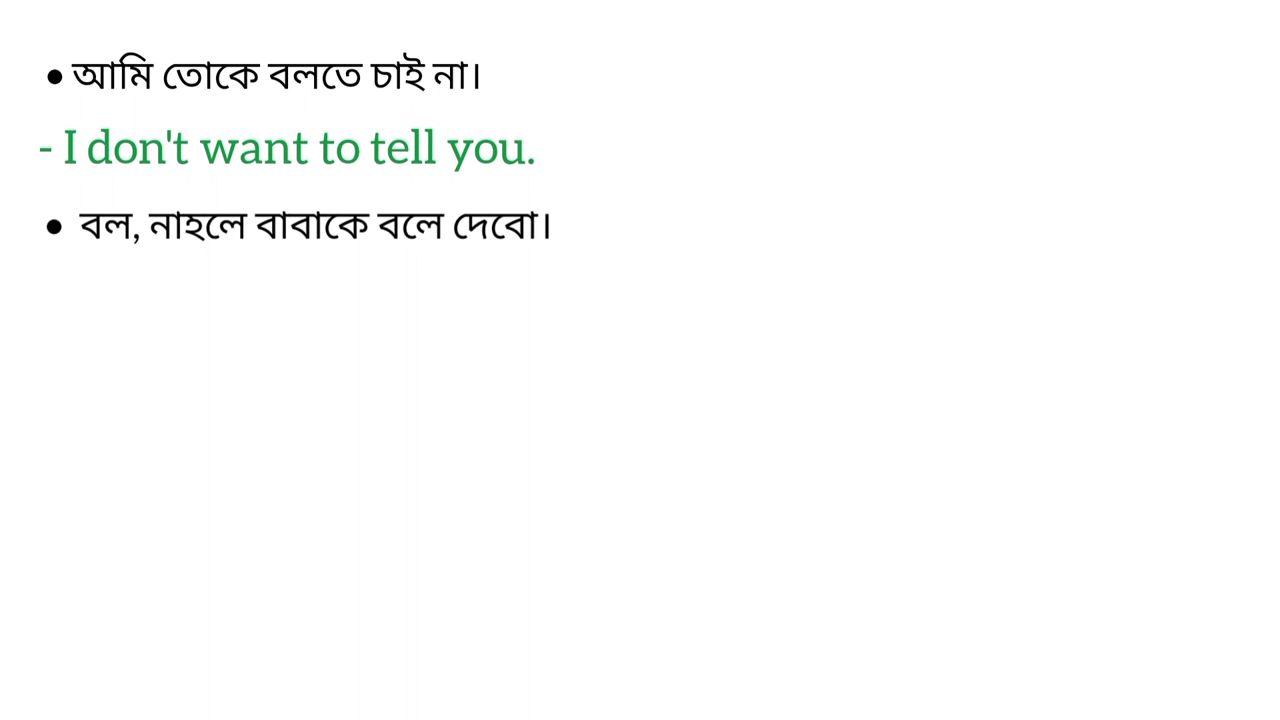 • আমি তোকে বলতে চাই না।
- I don't want to tell you.
• বল, নাহলে বাবাকে বলে দেবো।